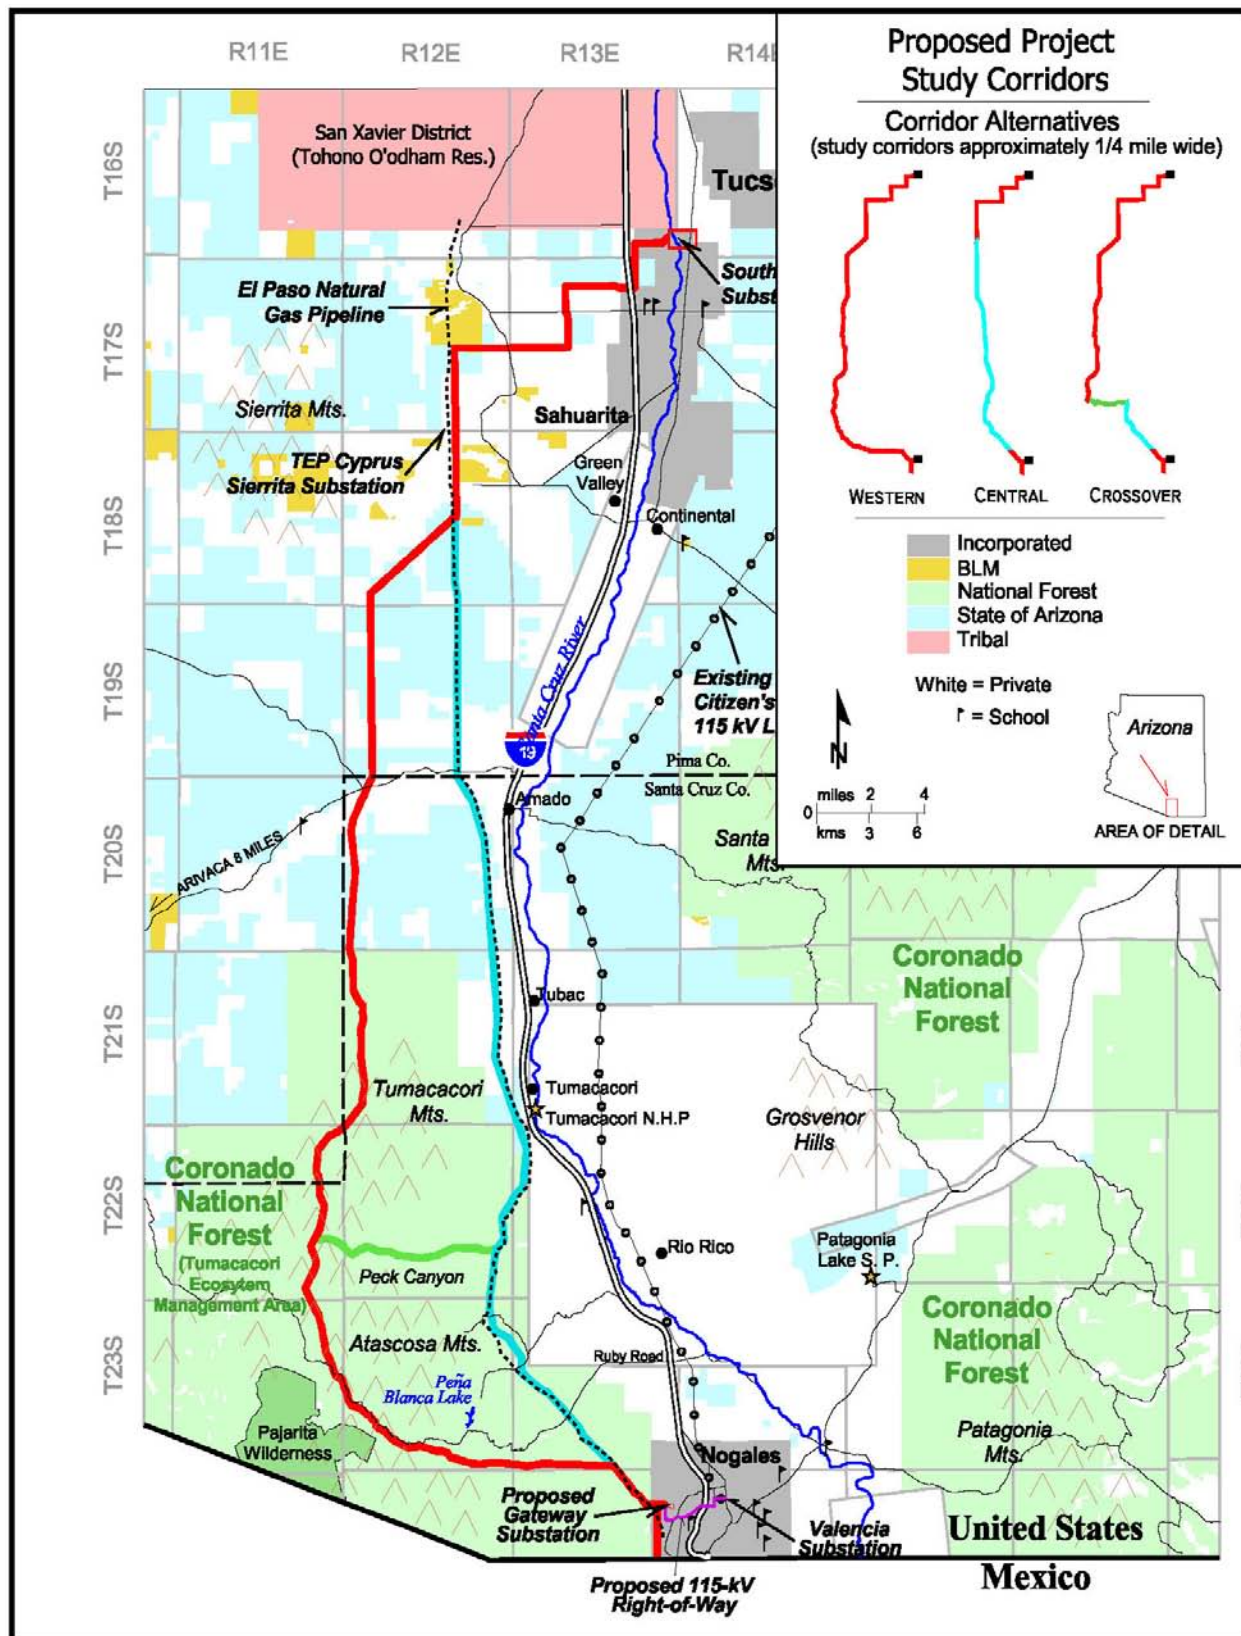 R11E
R12E
R13E
R14E
T16S
T17S
T18S
T19S
T20S
T21S
T22S
T23S
San Xavier District
(Tohono O'odham Res.)
South
Subst
El Paso Natural
Gas Pipeline
Sierrita Mts.
Sahuarita
TEP Cyprus
Sierrita Substation
Green
Valley
Continental
Santa Cruz River
Existing
Citizen's
115 kV L
19
Pima Co.
Santa Cruz Co.
Amado
ARIVACA 8 MILES
Santa
Mts.
Tubac
Coronado
National
Forest
Tumacacori
Mts.
Tumacacori
Tumacacori N.H.P
Grosvenor
Hills
Coronado
National
Forest
(Tumacacori
Ecosytem
Management Area)
Peck Canyon
Rio Rico
Patagonia
Lake S. P.
Atascosa Mts.
Ruby Road
Coronado
National
Forest
Peña
Blanca Lake
Pajarita
Wilderness
Patagonia
Mts.
Nogales
Proposed
Gateway
Substation
Valencia
Substation
United States
Mexico
Proposed 115-kV
Right-of-Way
Proposed Project
Study Corridors
Corridor Alternatives
(study corridors approximately 1/4 mile wide)
WESTERN
CENTRAL
CROSSOVER
Incorporated
BLM
National Forest
State of Arizona
Tribal
White = Private
= School
N
miles 2 4
0
kms 3 6
Arizona
AREA OF DETAIL